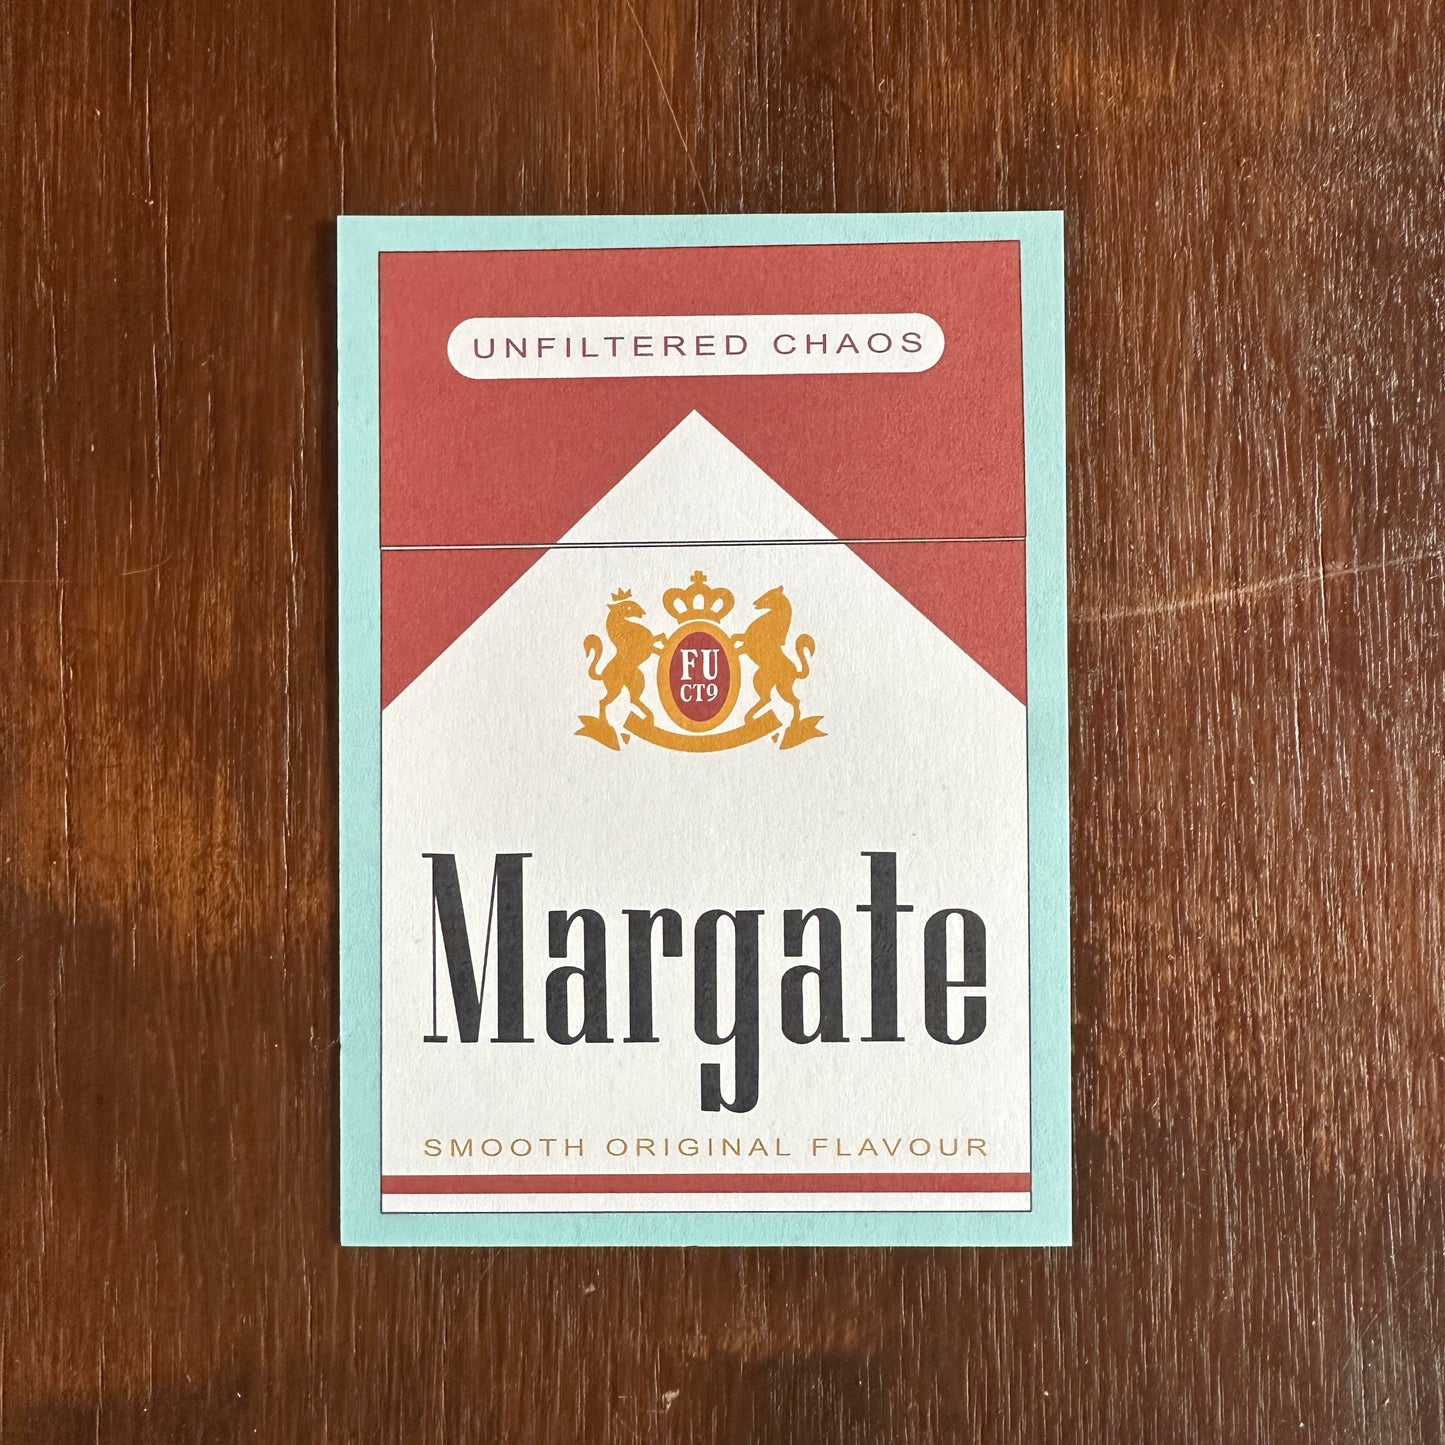 UNFILTERED CHAOS
FU
CT9
Margate
SMOOTH ORIGINAL FLAVOUR